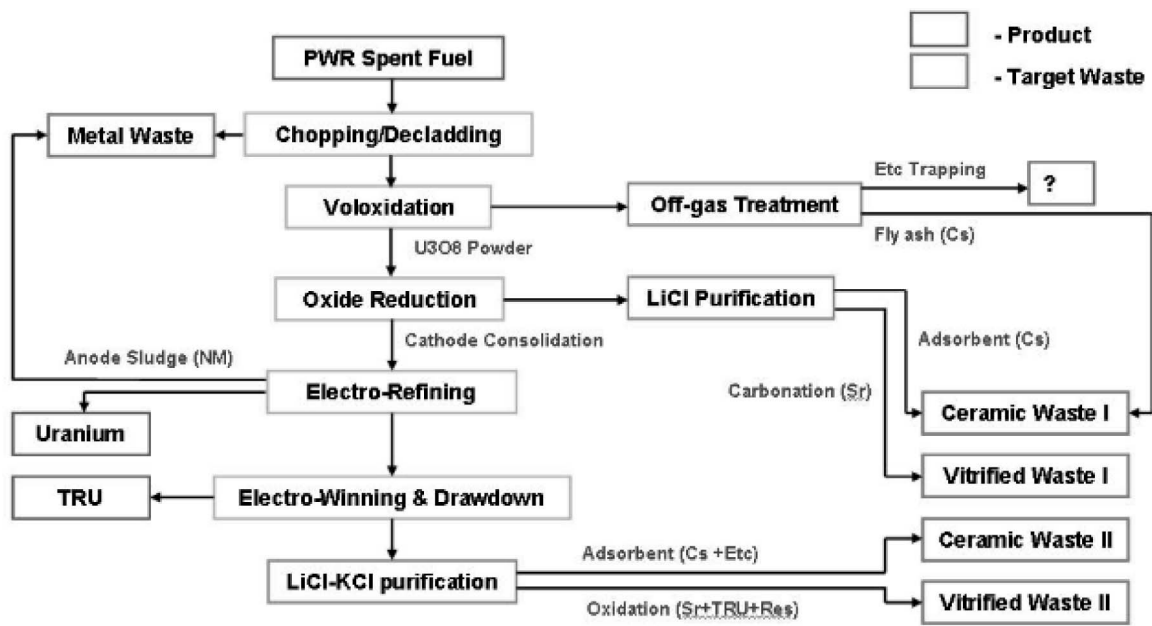 PWR Spent Fuel
- Product
- Target Waste
Metal Waste
Chopping/Decladding
Etc Trapping
?
Voloxidation
Off-gas Treatment
Fly ash (Cs)
U3O8 Powder
Oxide Reduction
LiCl Purification
Cathode Consolidation
Adsorbent (Cs)
Anode Sludge (NM)
Electro-Refining
Carbonation (Sr)
Ceramic Waste I
Uranium
Vitrified Waste I
TRU
Electro-Winning & Drawdown
Adsorbent (Cs +Etc)
Ceramic Waste II
LiCl-KCl purification
Oxidation (Sr+TRU+Res)
Vitrified Waste II